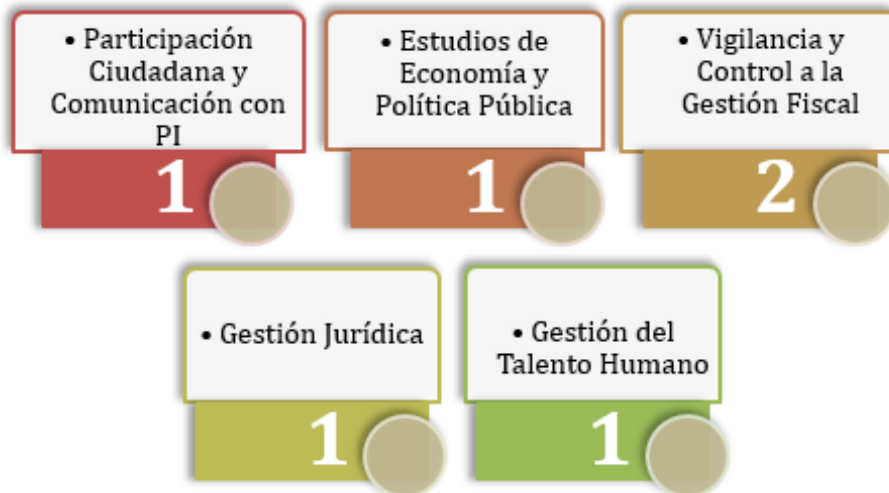 • Participación
Ciudadana y
Comunicación con
PI
1
• Estudios de
Economía y
Política Pública
1
• Vigilancia y
Control a la
Gestión Fiscal
2
• Gestión Jurídica
1
• Gestión del
Talento Humano
1